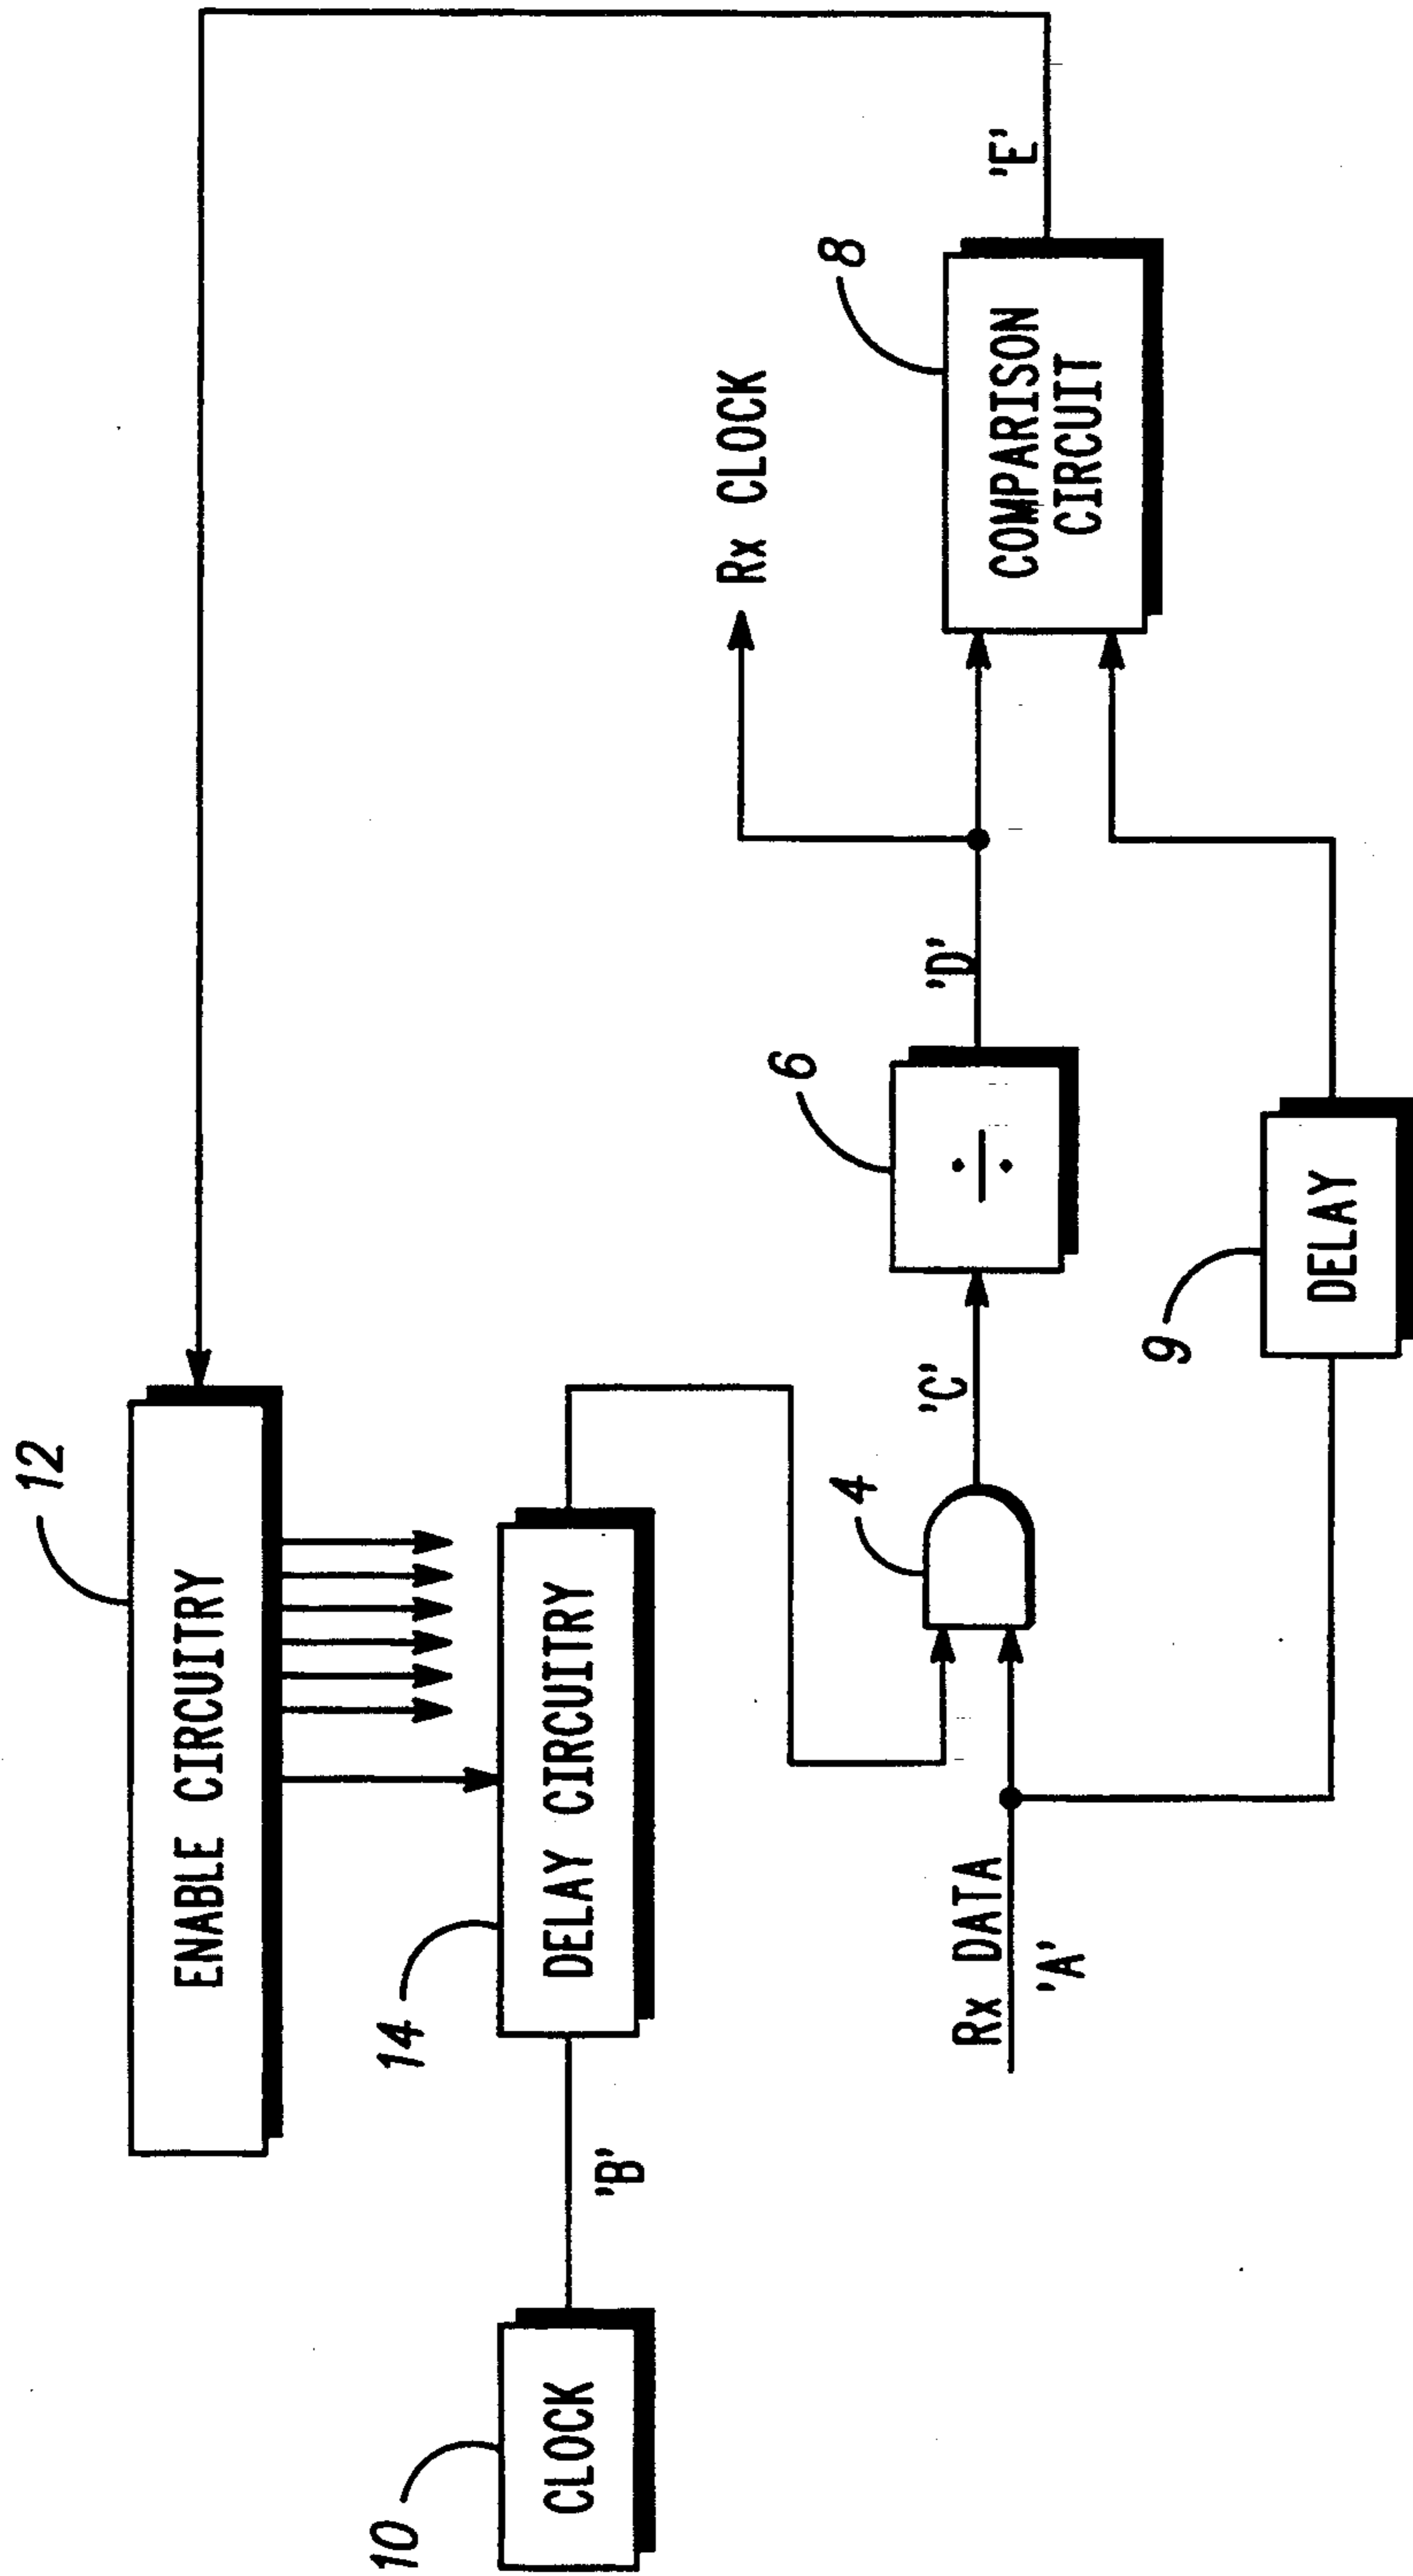 12
ENABLE CIRCUITRY
14
DELAY CIRCUITRY
10
CLOCK
'B'
Rx CLOCK
4
'C'
6
÷
'D'
8
COMPARISON
CIRCUIT
'E'
Rx DATA
'A'
9
DELAY